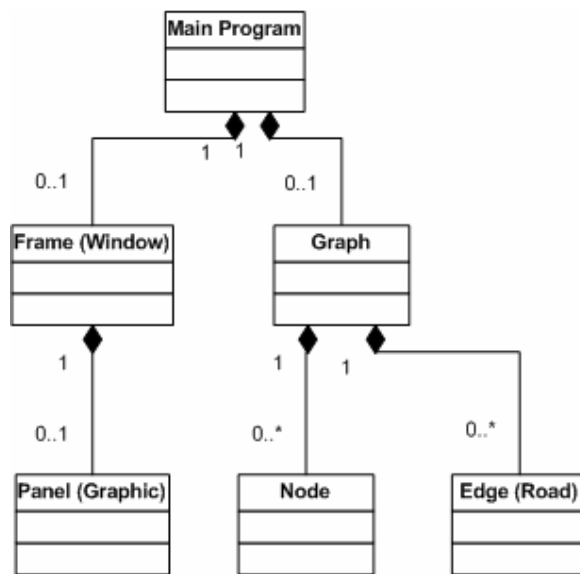 Main Program
1 1
0..1 0..1
Frame (Window) Graph
1 1 1
0..1 0..* 0..*
Panel (Graphic) Node Edge (Road)